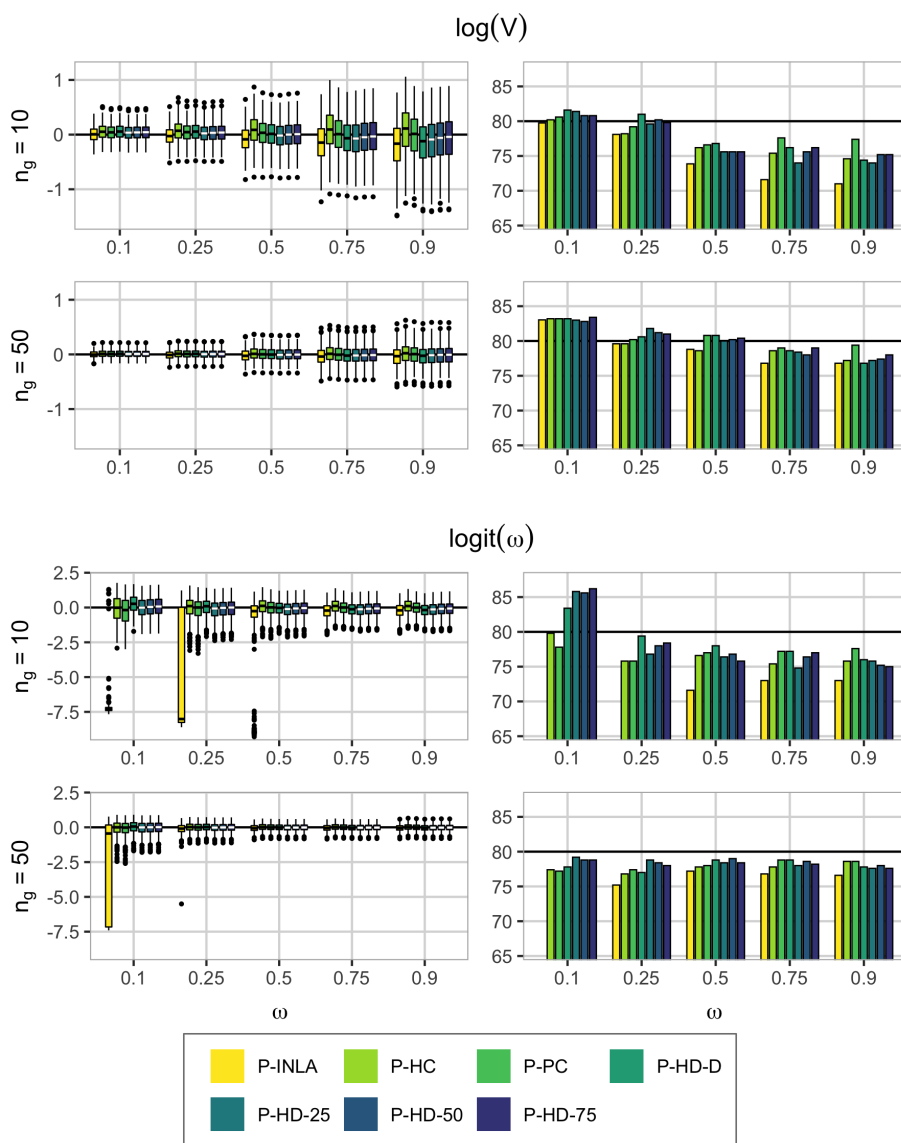 log(V)
1
0
-1
n_g = 10
0.1 0.25 0.5 0.75 0.9
85
80
75
70
65
0.1 0.25 0.5 0.75 0.9
1
0
-1
n_g = 50
0.1 0.25 0.5 0.75 0.9
85
80
75
70
65
0.1 0.25 0.5 0.75 0.9
logit(ω)
2.5
0.0
-2.5
-5.0
-7.5
n_g = 10
0.1 0.25 0.5 0.75 0.9
85
80
75
70
65
0.1 0.25 0.5 0.75 0.9
2.5
0.0
-2.5
-5.0
-7.5
n_g = 50
0.1 0.25 0.5 0.75 0.9
ω
85
80
75
70
65
0.1 0.25 0.5 0.75 0.9
ω
P-INLA P-HC P-PC P-HD-D
P-HD-25 P-HD-50 P-HD-75